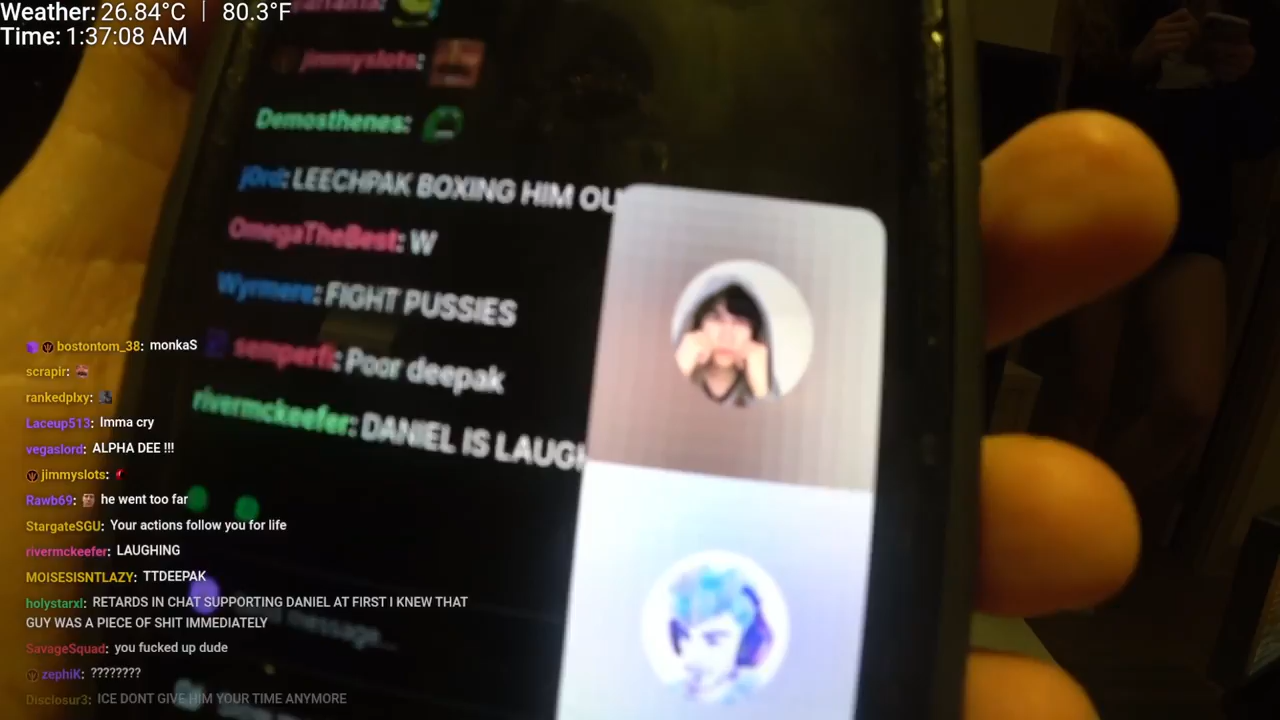 Weather: 26.84°C | 80.3°F
Time: 1:37:08 AM
jimmyslots:
Demosthenes:
j0rd: LEECHPAK BOXING HIM OU
OmegaTheBest: W
Wyrmere: FIGHT PUSSIES
semperfi: Poor deepak
rivermckeefer: DANIEL IS LAUGH
message...
bostontom_38: monkaS
scrapir:
rankedplxy:
Laceup513: Imma cry
vegaslord: ALPHA DEE !!!
jimmyslots:
Rawb69: he went too far
StargateSGU: Your actions follow you for life
rivermckeefer: LAUGHING
MOISESISNTLAZY: TTDEEPAK
holystarxl: RETARDS IN CHAT SUPPORTING DANIEL AT FIRST I KNEW THAT
GUY WAS A PIECE OF SHIT IMMEDIATELY
SavageSquad: you fucked up dude
zephiK: ????????
Disclosur3: ICE DONT GIVE HIM YOUR TIME ANYMORE